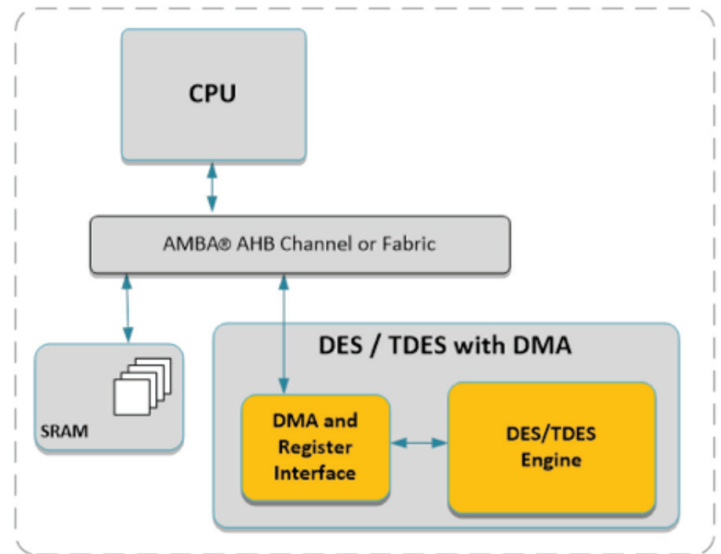 CPU
AMBA® AHB Channel or Fabric
SRAM
DES / TDES with DMA
DMA and
Register
Interface
DES/TDES
Engine